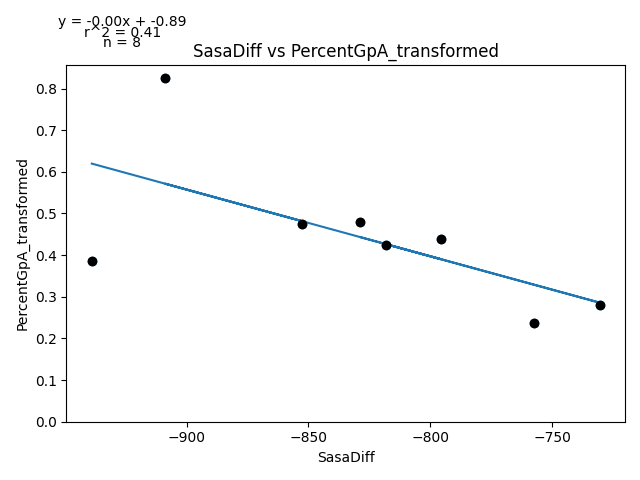 y = -0.00x + -0.89
r^2 = 0.41
n = 8
SasaDiff vs PercentGpA_transformed
PercentGpA_transformed
0.8
0.7
0.6
0.5
0.4
0.3
0.2
0.1
0.0
−900 −850 −800 −750
SasaDiff